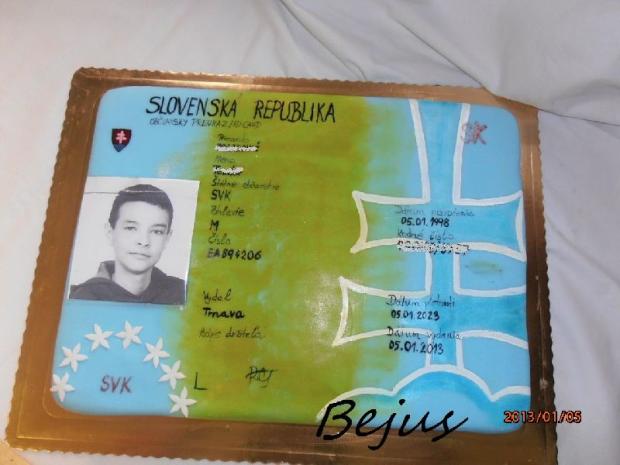 SLOVENSKA REPUBLIKA
OBČIANSKY PREUKAZ/ID CARD
SK
Meno
Štátne občianstvo
SVK
Pohlavie
M
Číslo
EA894206
Dátum narodenia
05.01.1998
Rodné číslo
Vydal
Trnava
Podpis držiteľa
Dátum platnosti
05.01.2023
Dátum vydania
05.01.2013
SVK
L
Bejus
2013/01/05